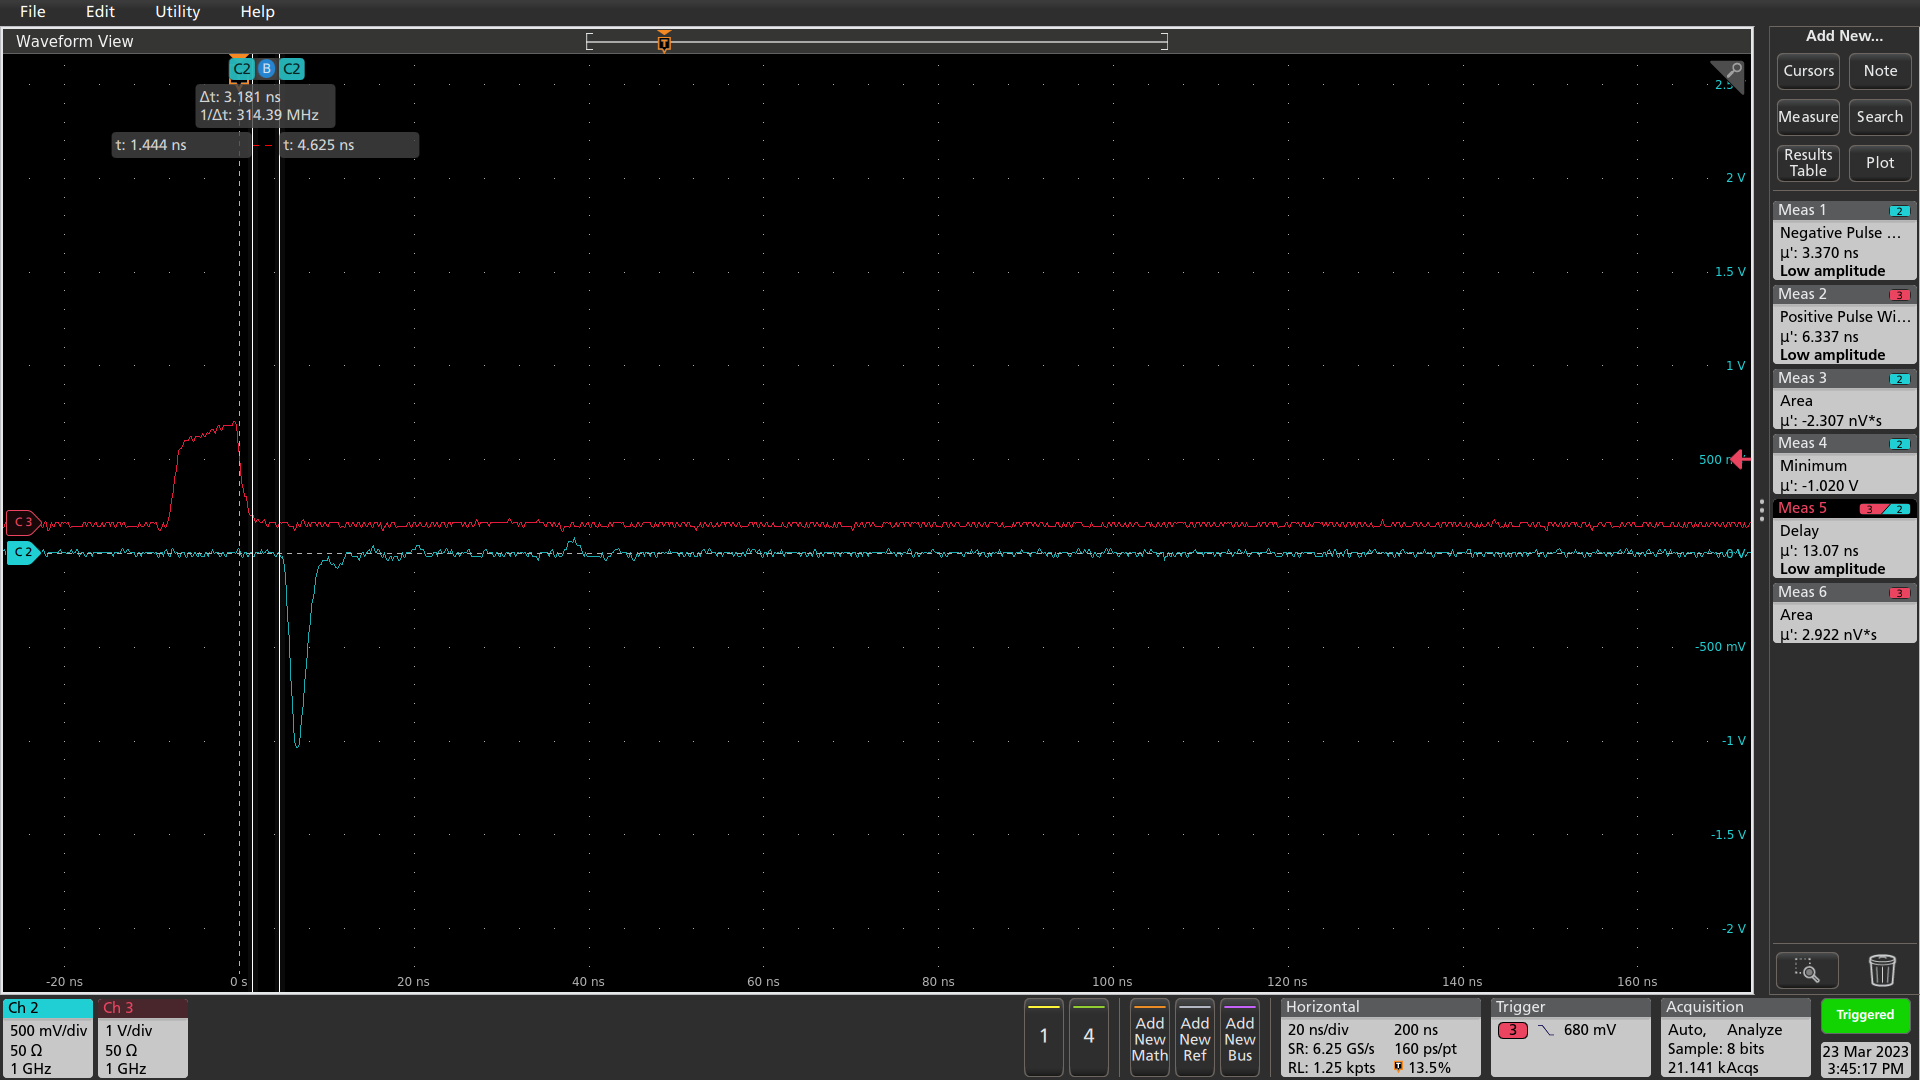 File Edit Utility Help
Waveform View
T
C2 B C2
Δt: 3.181 ns
1/Δt: 314.39 MHz
t: 1.444 ns
t: 4.625 ns
2 V
1.5 V
1 V
500
C 3
C 2
0 V
-500 mV
-1 V
-1.5 V
-2 V
-20 ns 0 s 20 ns 40 ns 60 ns 80 ns 100 ns 120 ns 140 ns 160 ns
Add New...
Cursors Note
Measure Search
Results
Table
Plot
Meas 1 2
Negative Pulse ...
µ': 3.370 ns
Low amplitude
Meas 2 3
Positive Pulse Wi...
µ': 6.337 ns
Low amplitude
Meas 3 2
Area
µ': -2.307 nV*s
Meas 4 2
Minimum
µ': -1.020 V
Meas 5 3 2
Delay
µ': 13.07 ns
Low amplitude
Meas 6 3
Area
µ': 2.922 nV*s
Ch 2
500 mV/div
50 Ω
1 GHz
Ch 3
1 V/div
50 Ω
1 GHz
1
4
Add
New
Math
Add
New
Ref
Add
New
Bus
Horizontal
20 ns/div 200 ns
SR: 6.25 GS/s 160 ps/pt
RL: 1.25 kpts T 13.5%
Trigger
3 680 mV
Acquisition
Auto, Analyze
Sample: 8 bits
21.141 kAcqs
Triggered
23 Mar 2023
3:45:17 PM